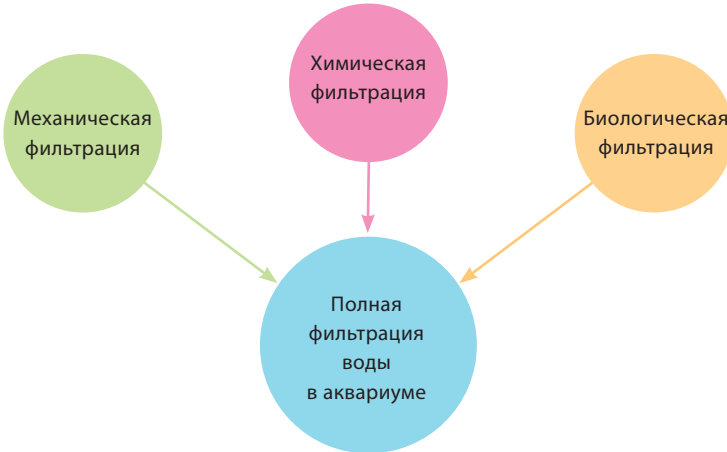 Механическая
фильтрация
Химическая
фильтрация
Биологическая
фильтрация
Полная
фильтрация
воды
в аквариуме